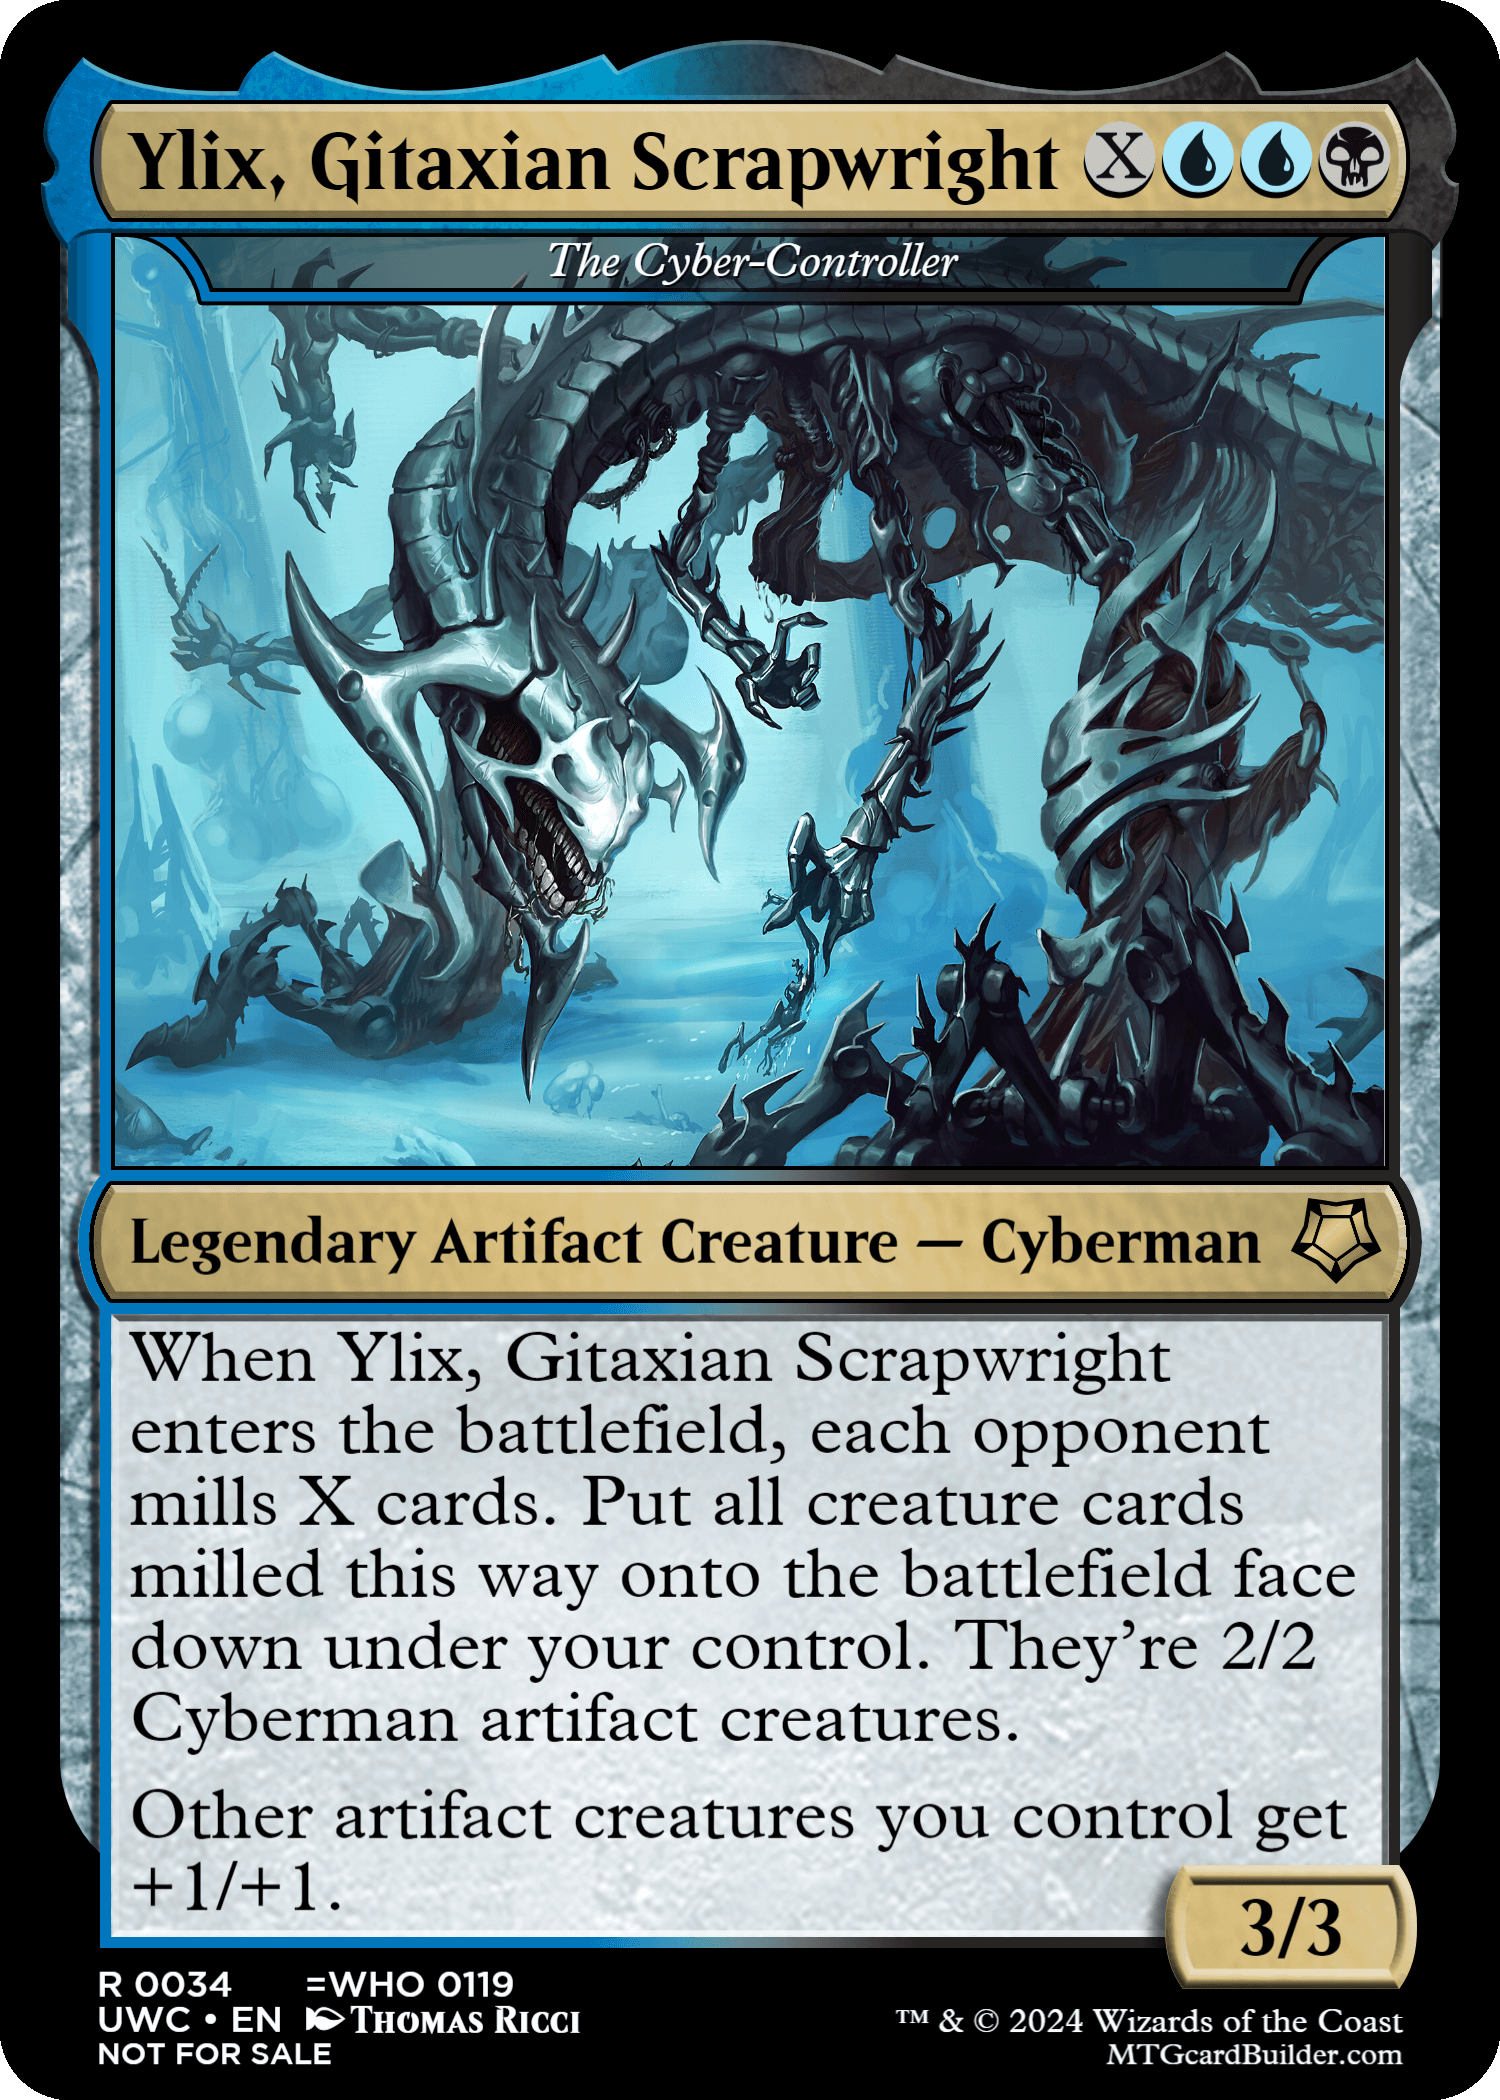 Ylix, Gitaxian Scrapwright X
The Cyber-Controller
Legendary Artifact Creature — Cyberman
When Ylix, Gitaxian Scrapwright
enters the battlefield, each opponent
mills X cards. Put all creature cards
milled this way onto the battlefield face
down under your control. They’re 2/2
Cyberman artifact creatures.
Other artifact creatures you control get
+1/+1.
3/3
R 0034 =WHO 0119
UWC • EN Thomas Ricci
NOT FOR SALE
™ & © 2024 Wizards of the Coast
MTGcardBuilder.com